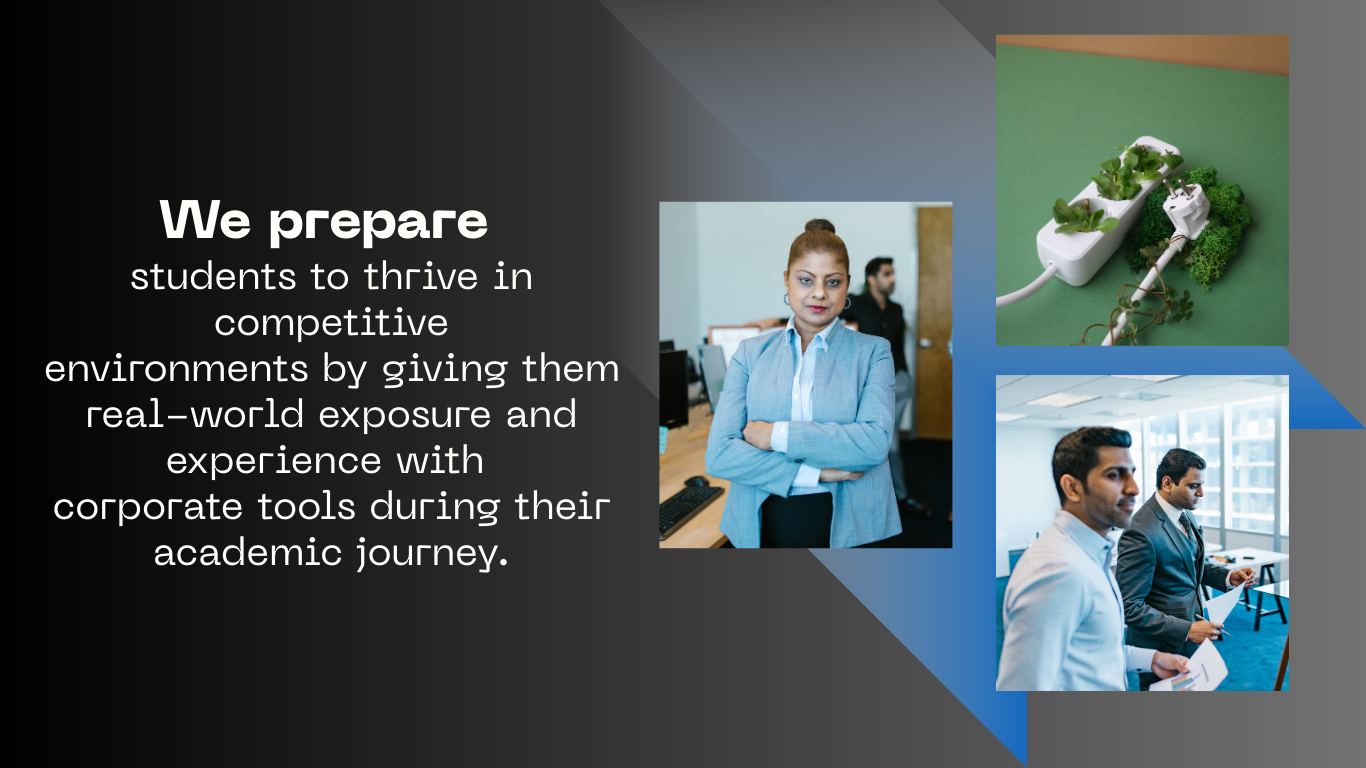 We prepare
students to thrive in
competitive
environments by giving them
real-world exposure and
experience with
corporate tools during their
academic journey.